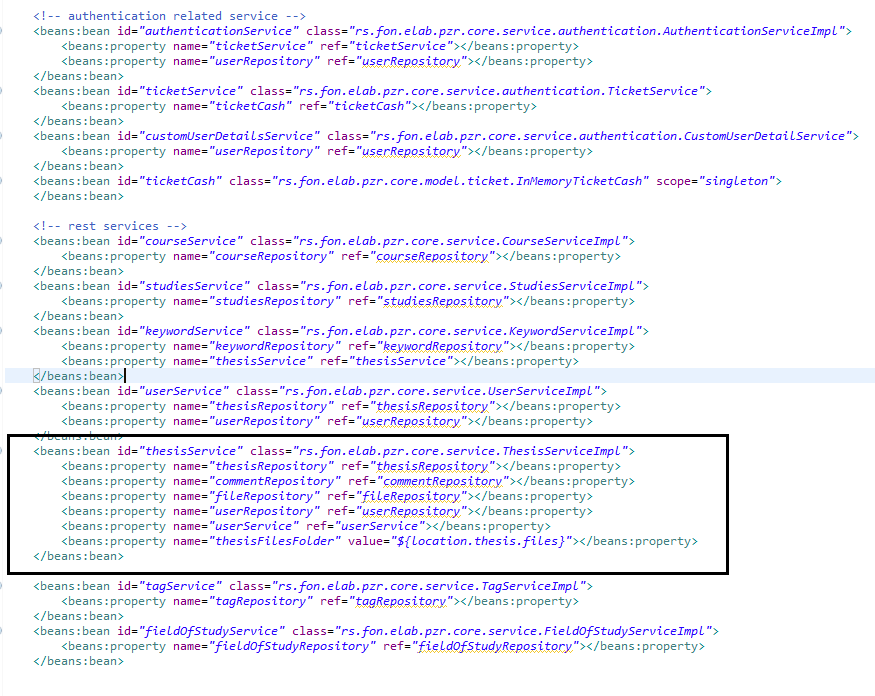 <!-- authentication related service -->
<beans:bean id="authenticationService" class="rs.fon.elab.pzr.core.service.authentication.AuthenticationServiceImpl">
<beans:property name="ticketService" ref="ticketService"></beans:property>
<beans:property name="userRepository" ref="userRepository"></beans:property>
</beans:bean>
<beans:bean id="ticketService" class="rs.fon.elab.pzr.core.service.authentication.TicketService">
<beans:property name="ticketCash" ref="ticketCash"></beans:property>
</beans:bean>
<beans:bean id="customUserDetailsService" class="rs.fon.elab.pzr.core.service.authentication.CustomUserDetailService">
<beans:property name="userRepository" ref="userRepository"></beans:property>
</beans:bean>
<beans:bean id="ticketCash" class="rs.fon.elab.pzr.core.model.ticket.InMemoryTicketCash" scope="singleton">
</beans:bean>
<!-- rest services -->
<beans:bean id="courseService" class="rs.fon.elab.pzr.core.service.CourseServiceImpl">
<beans:property name="courseRepository" ref="courseRepository"></beans:property>
</beans:bean>
<beans:bean id="studiesService" class="rs.fon.elab.pzr.core.service.StudiesServiceImpl">
<beans:property name="studiesRepository" ref="studiesRepository"></beans:property>
</beans:bean>
<beans:bean id="keywordService" class="rs.fon.elab.pzr.core.service.KeywordServiceImpl">
<beans:property name="keywordRepository" ref="keywordRepository"></beans:property>
<beans:property name="thesisService" ref="thesisService"></beans:property>
</beans:bean>
<beans:bean id="userService" class="rs.fon.elab.pzr.core.service.UserServiceImpl">
<beans:property name="thesisRepository" ref="thesisRepository"></beans:property>
<beans:property name="userRepository" ref="userRepository"></beans:property>
</beans:bean>
<beans:bean id="thesisService" class="rs.fon.elab.pzr.core.service.ThesisServiceImpl">
<beans:property name="thesisRepository" ref="thesisRepository"></beans:property>
<beans:property name="commentRepository" ref="commentRepository"></beans:property>
<beans:property name="fileRepository" ref="fileRepository"></beans:property>
<beans:property name="userRepository" ref="userRepository"></beans:property>
<beans:property name="userService" ref="userService"></beans:property>
<beans:property name="thesisFilesFolder" value="${location.thesis.files}"></beans:property>
</beans:bean>
<beans:bean id="tagService" class="rs.fon.elab.pzr.core.service.TagServiceImpl">
<beans:property name="tagRepository" ref="tagRepository"></beans:property>
</beans:bean>
<beans:bean id="fieldOfStudyService" class="rs.fon.elab.pzr.core.service.FieldOfStudyServiceImpl">
<beans:property name="fieldOfStudyRepository" ref="fieldOfStudyRepository"></beans:property>
</beans:bean>